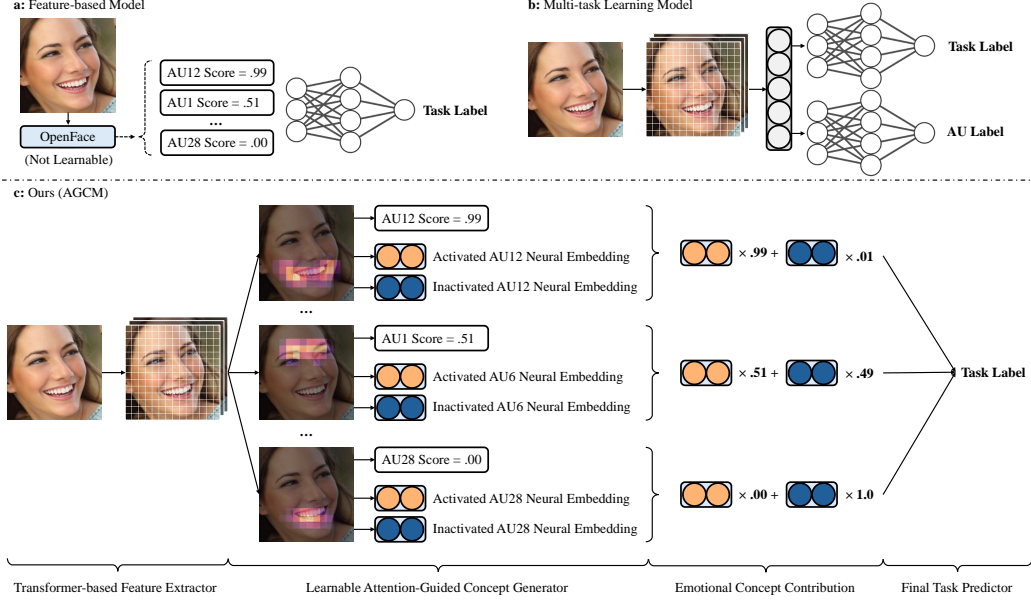 a: Feature-based Model
OpenFace
(Not Learnable)
AU12 Score = .99
AU1 Score = .51
...
AU28 Score = .00
Task Label
b: Multi-task Learning Model
Task Label
AU Label
c: Ours (AGCM)
AU12 Score = .99
Activated AU12 Neural Embedding
Inactivated AU12 Neural Embedding
× .99 + × .01
...
AU1 Score = .51
Activated AU6 Neural Embedding
Inactivated AU6 Neural Embedding
× .51 + × .49
Task Label
...
AU28 Score = .00
Activated AU28 Neural Embedding
Inactivated AU28 Neural Embedding
× .00 + × 1.0
Transformer-based Feature Extractor
Learnable Attention-Guided Concept Generator
Emotional Concept Contribution
Final Task Predictor